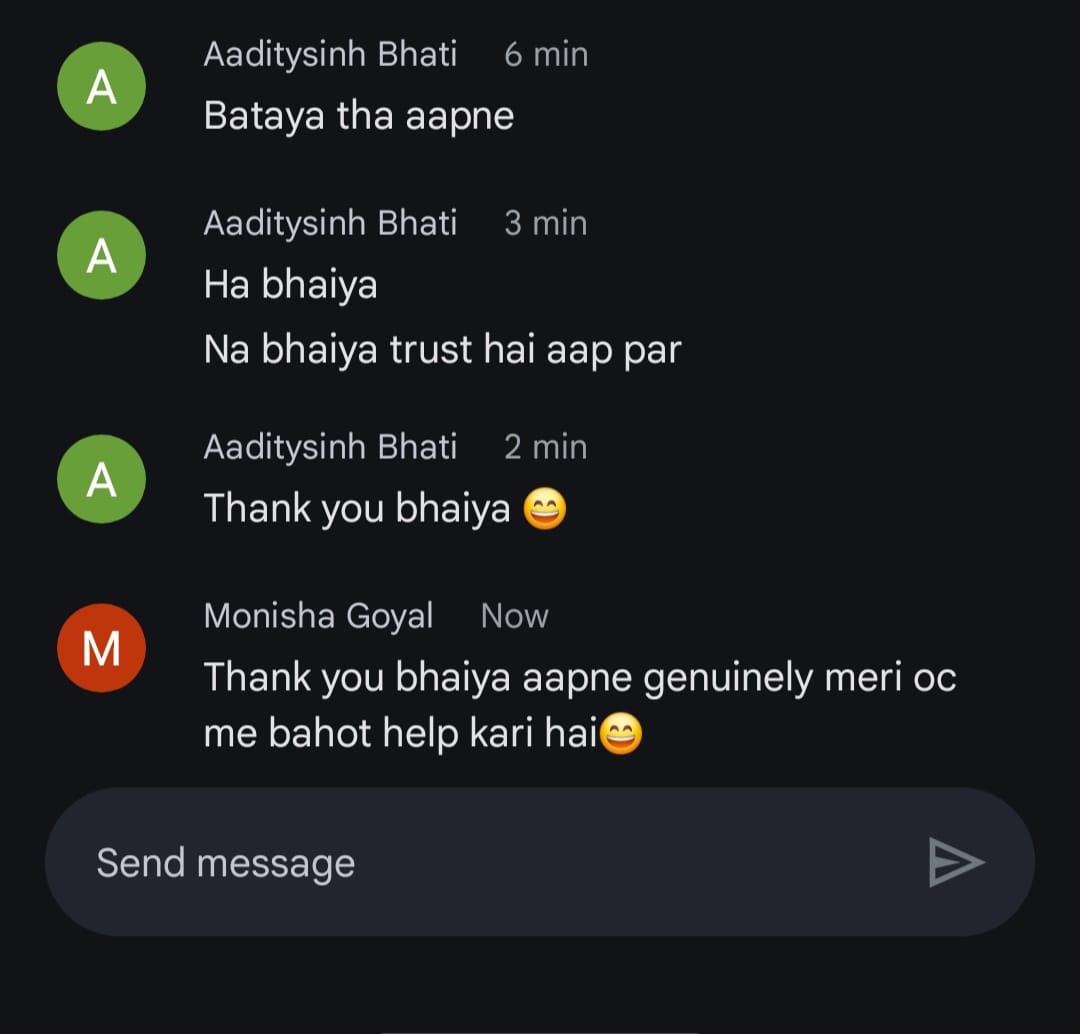 A
Aaditysinh Bhati 6 min
Bataya tha aapne
A
Aaditysinh Bhati 3 min
Ha bhaiya
Na bhaiya trust hai aap par
A
Aaditysinh Bhati 2 min
Thank you bhaiya 😄
M
Monisha Goyal Now
Thank you bhaiya aapne genuinely meri oc
me bahot help kari hai😄
Send message